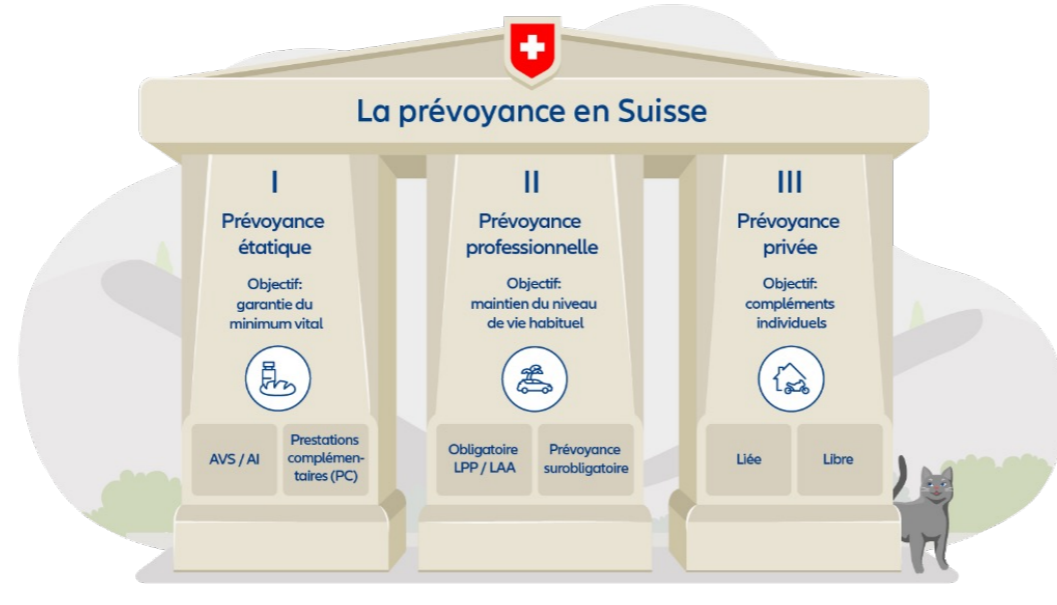 La prévoyance en Suisse
I
Prévoyance
étatique
Objectif:
garantie du
minimum vital
AVS / AI
Prestations
complémen-
taires (PC)
II
Prévoyance
professionnelle
Objectif:
maintien du niveau
de vie habituel
Obligatoire
LPP / LAA
Prévoyance
surobligatoire
III
Prévoyance
privée
Objectif:
compléments
individuels
Liée
Libre